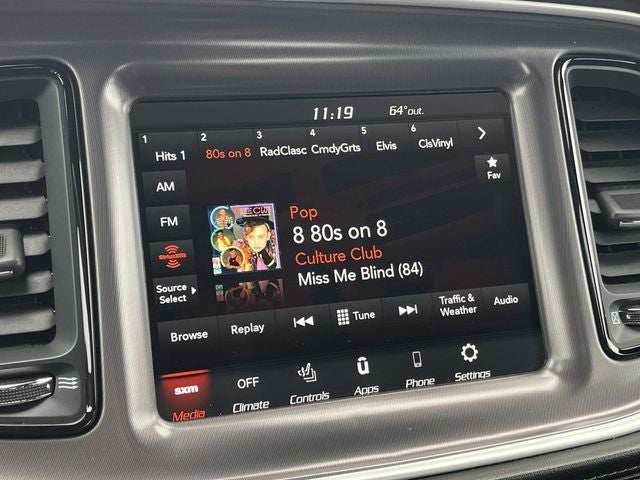 11:19 64°out.
1 2 3 4 5 6
Hits 1 80s on 8 RadClasc CmdyGrts Elvis ClsVinyl
AM
Fav
FM
Pop
8 80s on 8
SiriusXM
Culture Club
Miss Me Blind (84)
Source
Select
Browse Replay Tune Traffic & Audio
Weather
sxm OFF
Media Climate Controls Apps Phone Settings